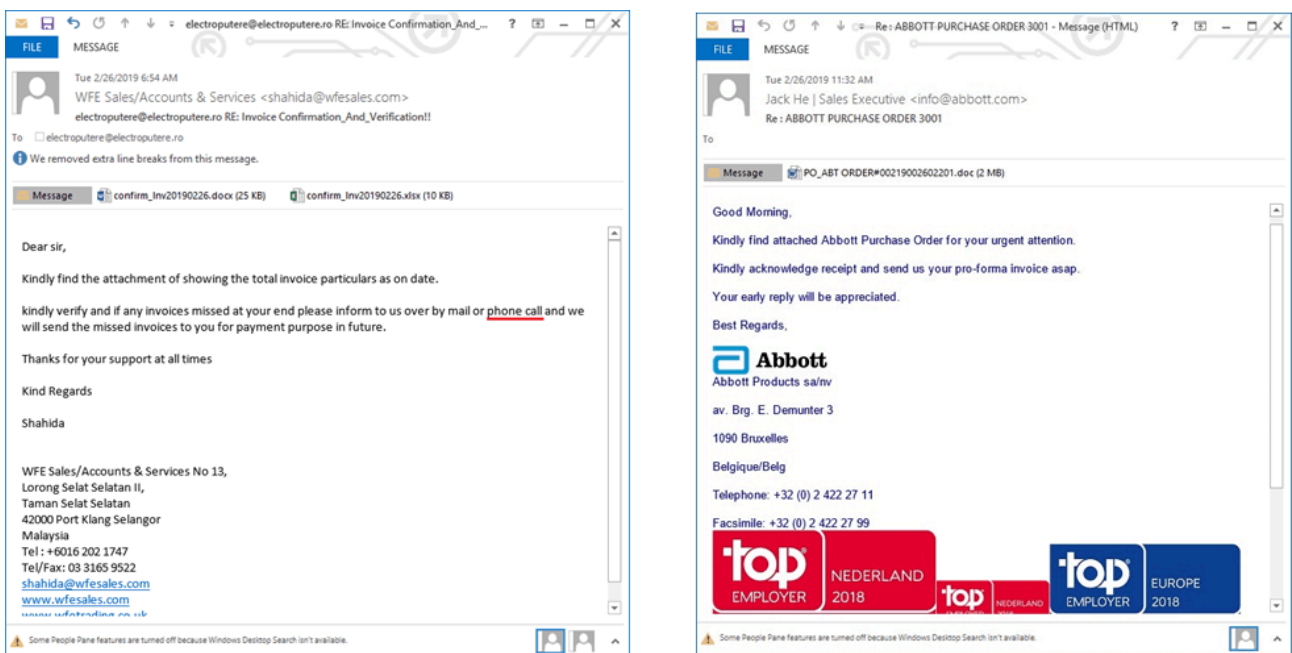 electroputere@electroputere.ro RE: Invoice Confirmation_And_...
FILE MESSAGE
Tue 2/26/2019 6:54 AM
WFE Sales/Accounts & Services <shahida@wfesales.com>
electroputere@electroputere.ro RE: Invoice Confirmation_And_Verification!!
To electroputere@electroputere.ro
We removed extra line breaks from this message.
Message confirm_Inv20190226.docx (25 KB) confirm_Inv20190226.xlsx (10 KB)
Dear sir,
Kindly find the attachment of showing the total invoice particulars as on date.
kindly verify and if any invoices missed at your end please inform to us over by mail or phone call and we
will send the missed invoices to you for payment purpose in future.
Thanks for your support at all times
Kind Regards
Shahida
WFE Sales/Accounts & Services No 13,
Lorong Selat Selatan II,
Taman Selat Selatan
42000 Port Klang Selangor
Malaysia
Tel : +6016 202 1747
Tel/Fax: 03 3165 9522
shahida@wfesales.com
www.wfesales.com
www.wfetrading.co.uk
Some People Pane features are turned off because Windows Desktop Search isn't available.
Re : ABBOTT PURCHASE ORDER 3001 - Message (HTML)
FILE MESSAGE
Tue 2/26/2019 11:32 AM
Jack He | Sales Executive <info@abbott.com>
Re : ABBOTT PURCHASE ORDER 3001
To
Message PO_ABT ORDER#00219002602201.doc (2 MB)
Good Morning,
Kindly find attached Abbott Purchase Order for your urgent attention.
Kindly acknowledge receipt and send us your pro-forma invoice asap.
Your early reply will be appreciated.
Best Regards,
Abbott
Abbott Products sa/nv
av. Brg. E. Demunter 3
1090 Bruxelles
Belgique/Belg
Telephone: +32 (0) 2 422 27 11
Facsimile: +32 (0) 2 422 27 99
top EMPLOYER NEDERLAND 2018
top NEDERLAND
top EMPLOYER EUROPE 2018
Some People Pane features are turned off because Windows Desktop Search isn't available.